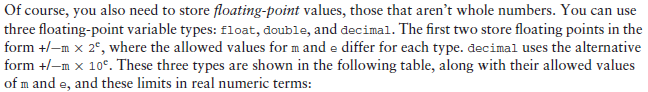 Of course, you also need to store floating-point values, those that aren't whole numbers. You can use
three floating-point variable types: float, double, and decimal. The first two store floating points in the
form +/–m × 2ᵉ, where the allowed values for m and e differ for each type. decimal uses the alternative
form +/–m × 10ᵉ. These three types are shown in the following table, along with their allowed values
of m and e, and these limits in real numeric terms: